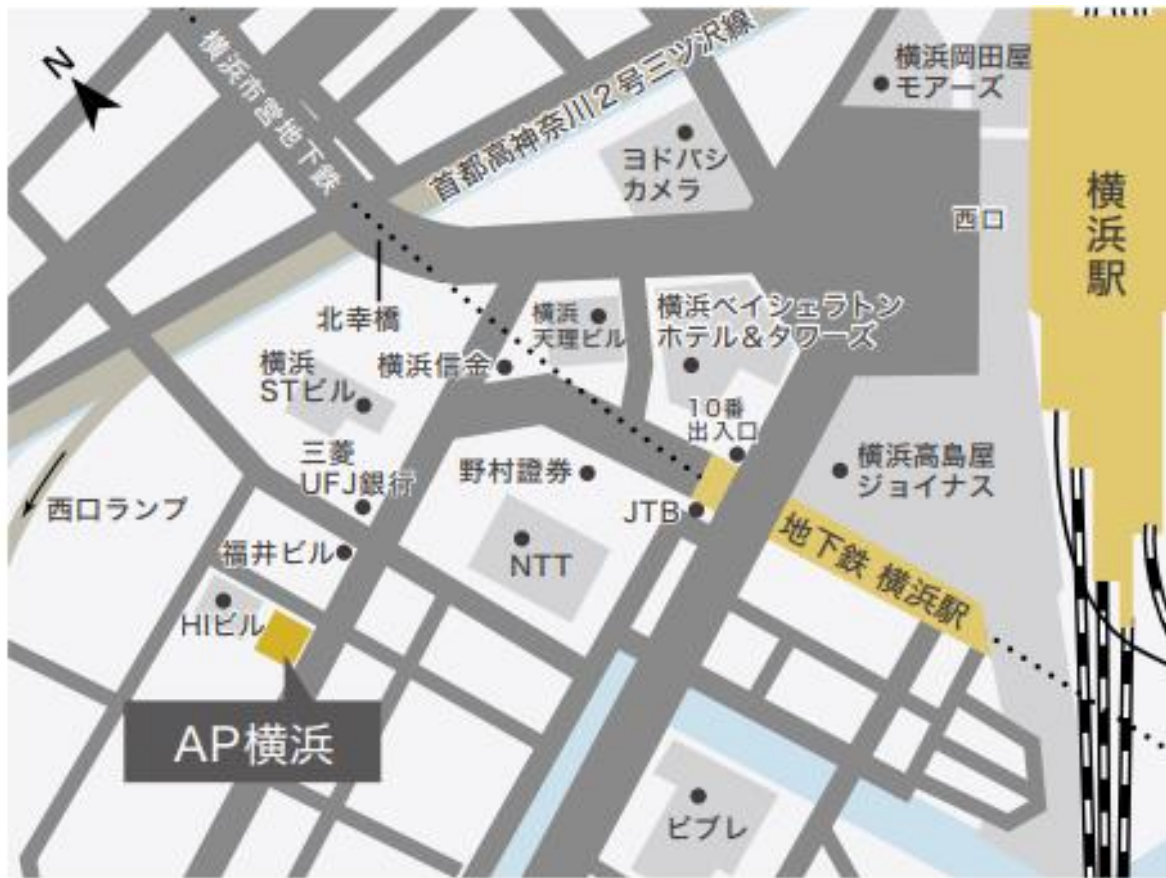 N
横浜市営地下鉄
首都高神奈川2号三ツ沢線
横浜岡田屋
モアーズ
ヨドバシ
カメラ
西口
横浜駅
北幸橋
横浜
天理ビル
横浜ベイシェラトン
ホテル&タワーズ
横浜
STビル
横浜信金
10番
出入口
三菱
UFJ銀行
野村證券
横浜高島屋
ジョイナス
西口ランプ
JTB
福井ビル
NTT
地下鉄 横浜駅
HIビル
AP横浜
ビブレ